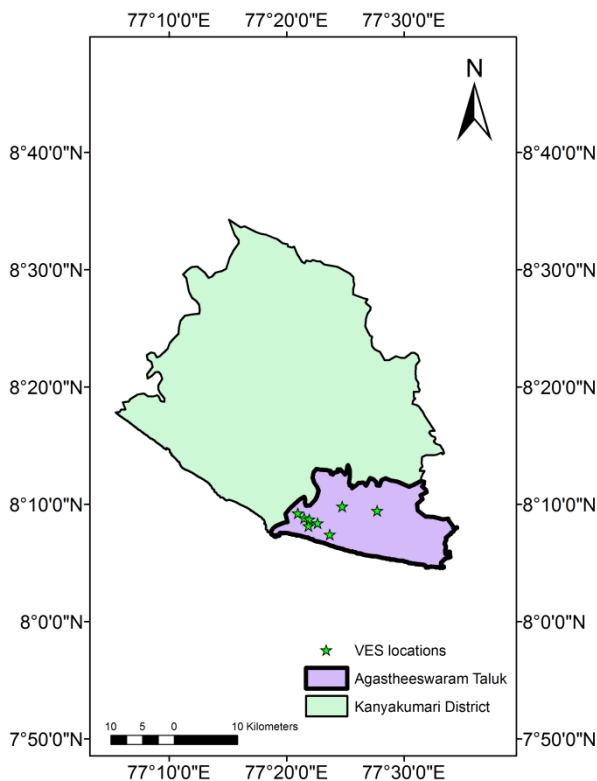 77°10'0"E 77°20'0"E 77°30'0"E
N
8°40'0"N 8°40'0"N
8°30'0"N 8°30'0"N
8°20'0"N 8°20'0"N
8°10'0"N 8°10'0"N
8°0'0"N 8°0'0"N
VES locations
Agastheeswaram Taluk
Kanyakumari District
10 5 0 10 Kilometers
7°50'0"N 7°50'0"N
77°10'0"E 77°20'0"E 77°30'0"E